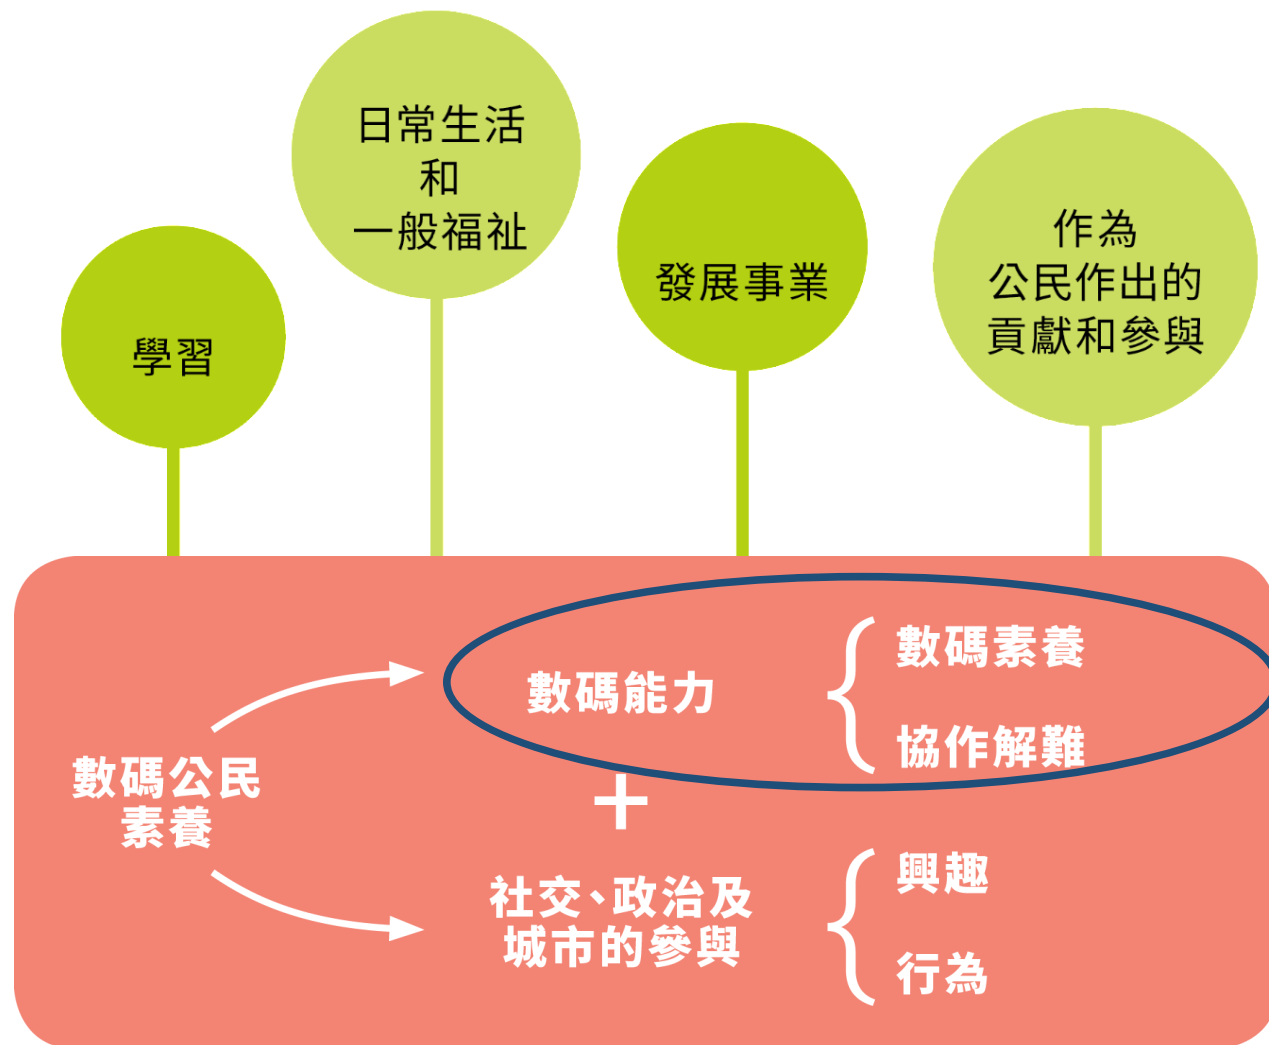 學習
日常生活
和
一般福祉
發展事業
作為
公民作出的
貢獻和參與
數碼公民
素養
數碼能力
數碼素養
協作解難
+
社交、政治及
城市的參與
興趣
行為